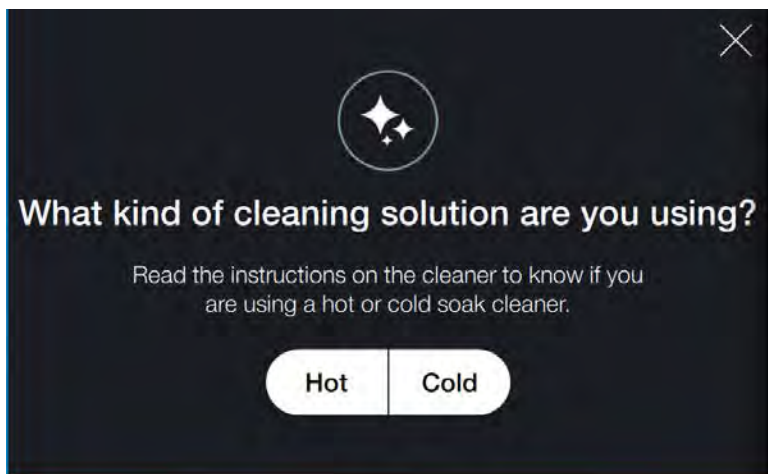 What kind of cleaning solution are you using?
Read the instructions on the cleaner to know if you
are using a hot or cold soak cleaner.
Hot Cold